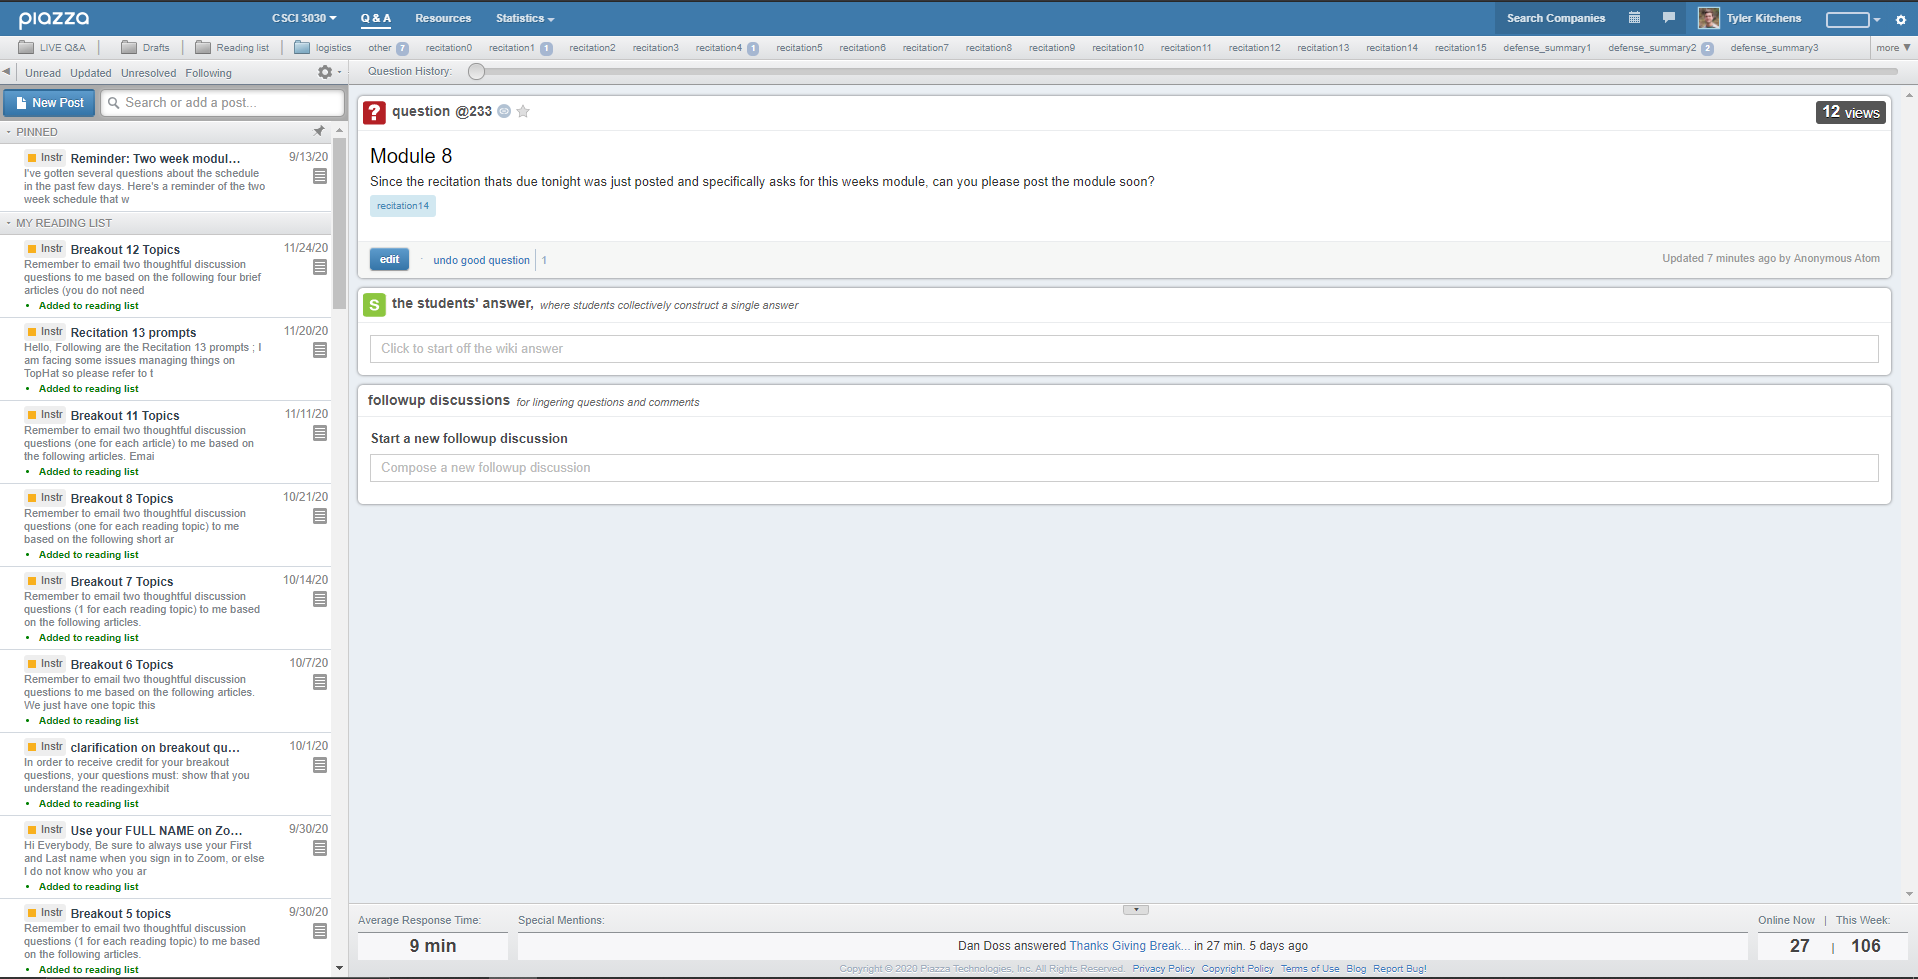 piazza
CSCI 3030
Q & A
Resources
Statistics
Search Companies
Tyler Kitchens
LIVE Q&A
Drafts
Reading list
logistics
other 7
recitation0
recitation1 1
recitation2
recitation3
recitation4 1
recitation5
recitation6
recitation7
recitation8
recitation9
recitation10
recitation11
recitation12
recitation13
recitation14
recitation15
defense_summary1
defense_summary2 2
defense_summary3
more
Unread Updated Unresolved Following
Question History:
New Post
Search or add a post...
PINNED
Instr Reminder: Two week modul... 9/13/20
I've gotten several questions about the schedule
in the past few days. Here's a reminder of the two
week schedule that w
MY READING LIST
Instr Breakout 12 Topics 11/24/20
Remember to email two thoughtful discussion
questions to me based on the following four brief
articles (you do not need
• Added to reading list
Instr Recitation 13 prompts 11/20/20
Hello, Following are the Recitation 13 prompts ; I
am facing some issues managing things on
TopHat so please refer to t
• Added to reading list
Instr Breakout 11 Topics 11/11/20
Remember to email two thoughtful discussion
questions (one for each article) to me based on
the following articles. Emai
• Added to reading list
Instr Breakout 8 Topics 10/21/20
Remember to email two thoughtful discussion
questions (one for each reading topic) to me
based on the following short ar
• Added to reading list
Instr Breakout 7 Topics 10/14/20
Remember to email two thoughtful discussion
questions (1 for each reading topic) to me based
on the following articles.
• Added to reading list
Instr Breakout 6 Topics 10/7/20
Remember to email two thoughtful discussion
questions to me based on the following articles.
We just have one topic this
• Added to reading list
Instr clarification on breakout qu... 10/1/20
In order to receive credit for your breakout
questions, your questions must: show that you
understand the readingexhibit
• Added to reading list
Instr Use your FULL NAME on Zo... 9/30/20
Hi Everybody, Be sure to always use your First
and Last name when you sign in to Zoom, or else
I do not know who you ar
• Added to reading list
Instr Breakout 5 topics 9/30/20
Remember to email two thoughtful discussion
questions (1 for each reading topic) to me based
on the following articles.
• Added to reading list
? question @233
12 views
Module 8
Since the recitation thats due tonight was just posted and specifically asks for this weeks module, can you please post the module soon?
recitation14
edit · undo good question 1
Updated 7 minutes ago by Anonymous Atom
S the students' answer, where students collectively construct a single answer
Click to start off the wiki answer
followup discussions for lingering questions and comments
Start a new followup discussion
Compose a new followup discussion
Average Response Time:
9 min
Special Mentions:
Dan Doss answered Thanks Giving Break... in 27 min. 5 days ago
Online Now | This Week:
27 | 106
Copyright © 2020 Piazza Technologies, Inc. All Rights Reserved. Privacy Policy Copyright Policy Terms of Use Blog Report Bug!